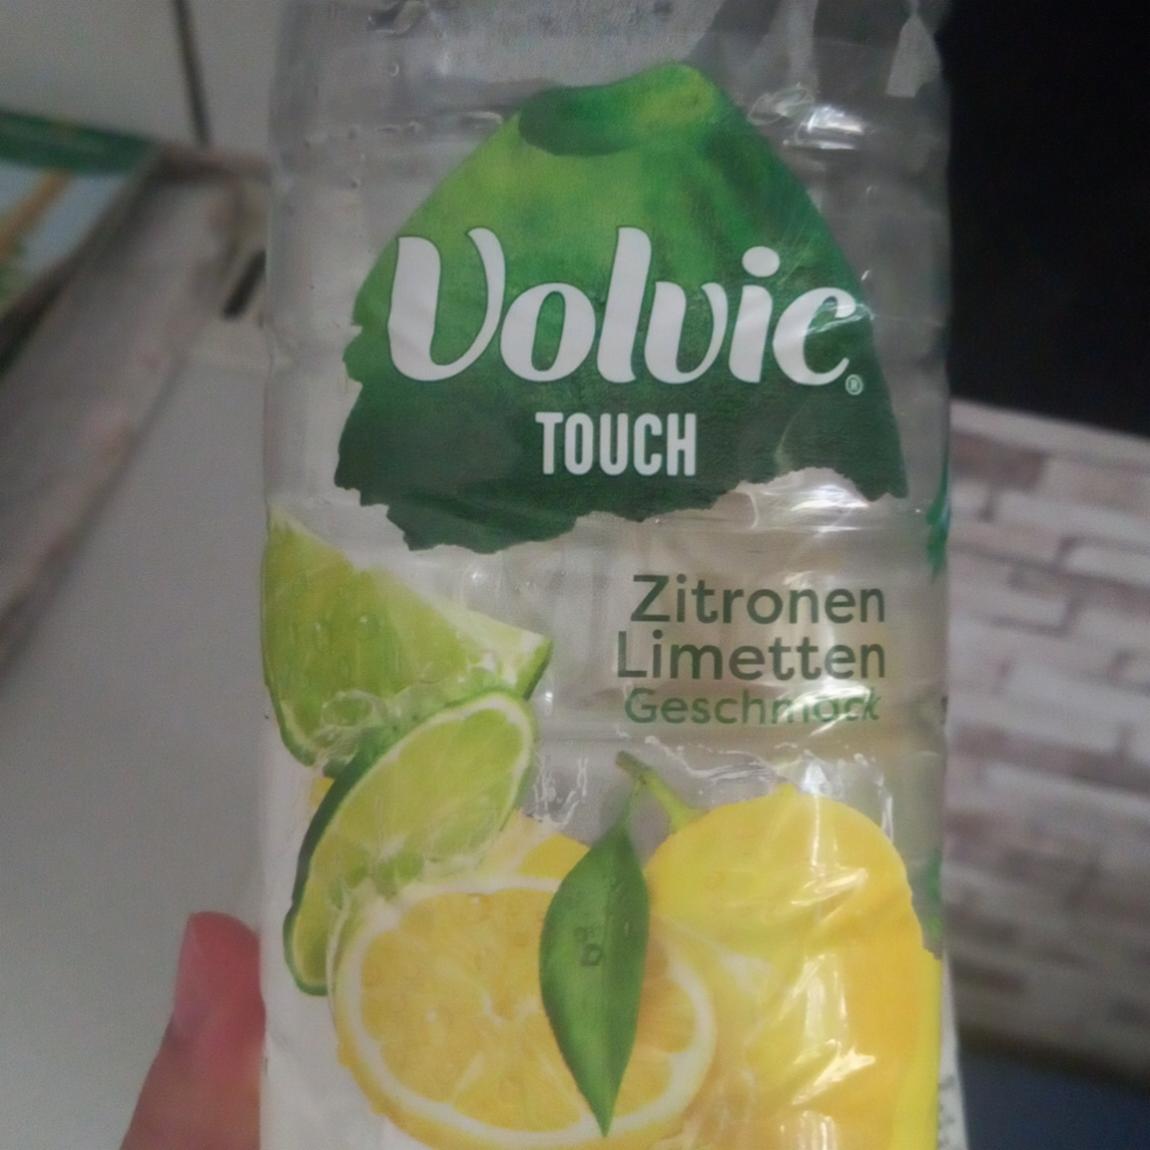 Volvic®
TOUCH
Zitronen
Limetten
Geschmack